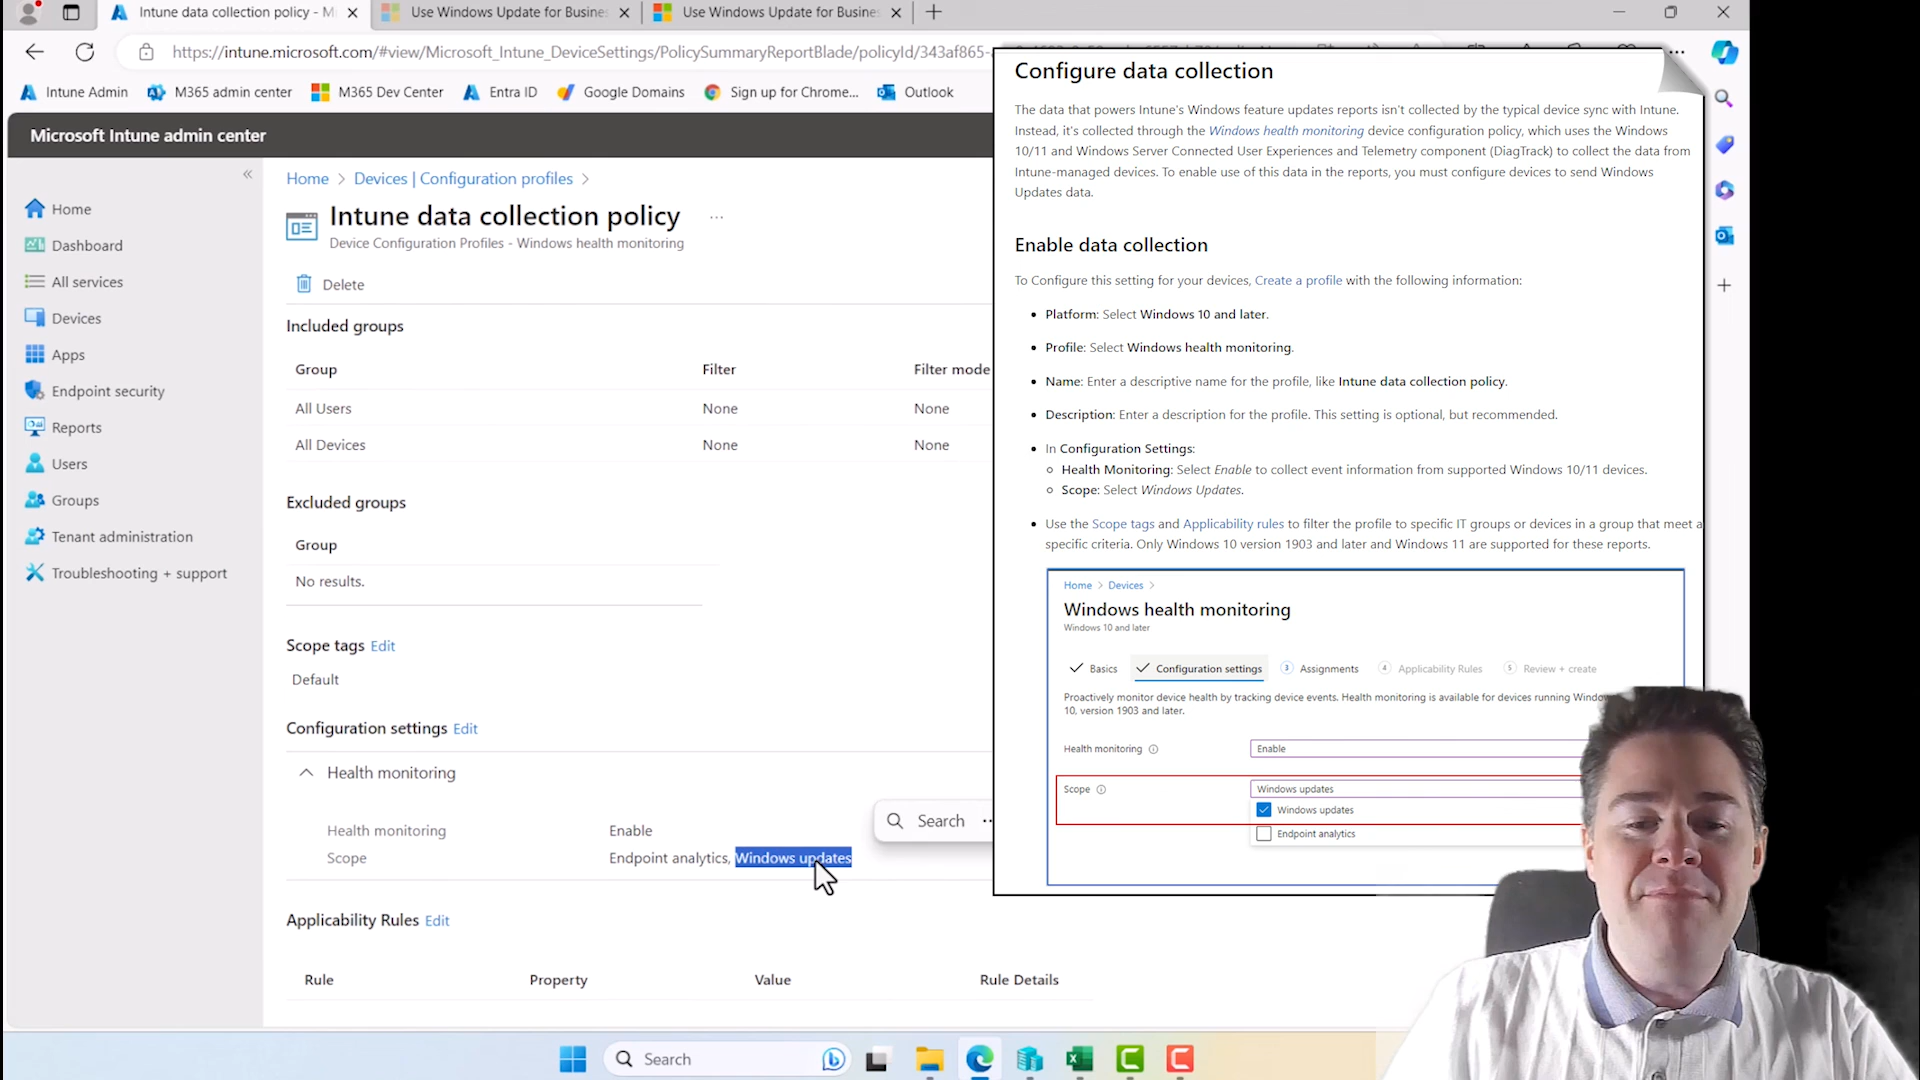 Intune data collection policy - M
Use Windows Update for Busines
Use Windows Update for Busine
https://intune.microsoft.com/#view/Microsoft_Intune_DeviceSettings/PolicySummaryReportBlade/policyId/343af865-
Intune Admin
M365 admin center
M365 Dev Center
Entra ID
Google Domains
Sign up for Chrome...
Outlook
Microsoft Intune admin center
Home
Dashboard
All services
Devices
Apps
Endpoint security
Reports
Users
Groups
Tenant administration
Troubleshooting + support
Home > Devices | Configuration profiles >
Intune data collection policy ...
Device Configuration Profiles - Windows health monitoring
Delete
Included groups
Group Filter Filter mode
All Users None None
All Devices None None
Excluded groups
Group
No results.
Scope tags Edit
Default
Configuration settings Edit
Health monitoring
Health monitoring Enable
Scope Endpoint analytics, Windows updates
Search ..
Applicability Rules Edit
Rule Property Value Rule Details
Configure data collection
The data that powers Intune's Windows feature updates reports isn't collected by the typical device sync with Intune.
Instead, it's collected through the Windows health monitoring device configuration policy, which uses the Windows
10/11 and Windows Server Connected User Experiences and Telemetry component (DiagTrack) to collect the data from
Intune-managed devices. To enable use of this data in the reports, you must configure devices to send Windows
Updates data.
Enable data collection
To Configure this setting for your devices, Create a profile with the following information:
• Platform: Select Windows 10 and later.
• Profile: Select Windows health monitoring.
• Name: Enter a descriptive name for the profile, like Intune data collection policy.
• Description: Enter a description for the profile. This setting is optional, but recommended.
• In Configuration Settings:
○ Health Monitoring: Select Enable to collect event information from supported Windows 10/11 devices.
○ Scope: Select Windows Updates.
• Use the Scope tags and Applicability rules to filter the profile to specific IT groups or devices in a group that meet a
specific criteria. Only Windows 10 version 1903 and later and Windows 11 are supported for these reports.
Home > Devices >
Windows health monitoring
Windows 10 and later
Basics Configuration settings 3 Assignments 4 Applicability Rules 5 Review + create
Proactively monitor device health by tracking device events. Health monitoring is available for devices running Windo
10, version 1903 and later.
Health monitoring Enable
Scope Windows updates
Windows updates
Endpoint analytics
Search